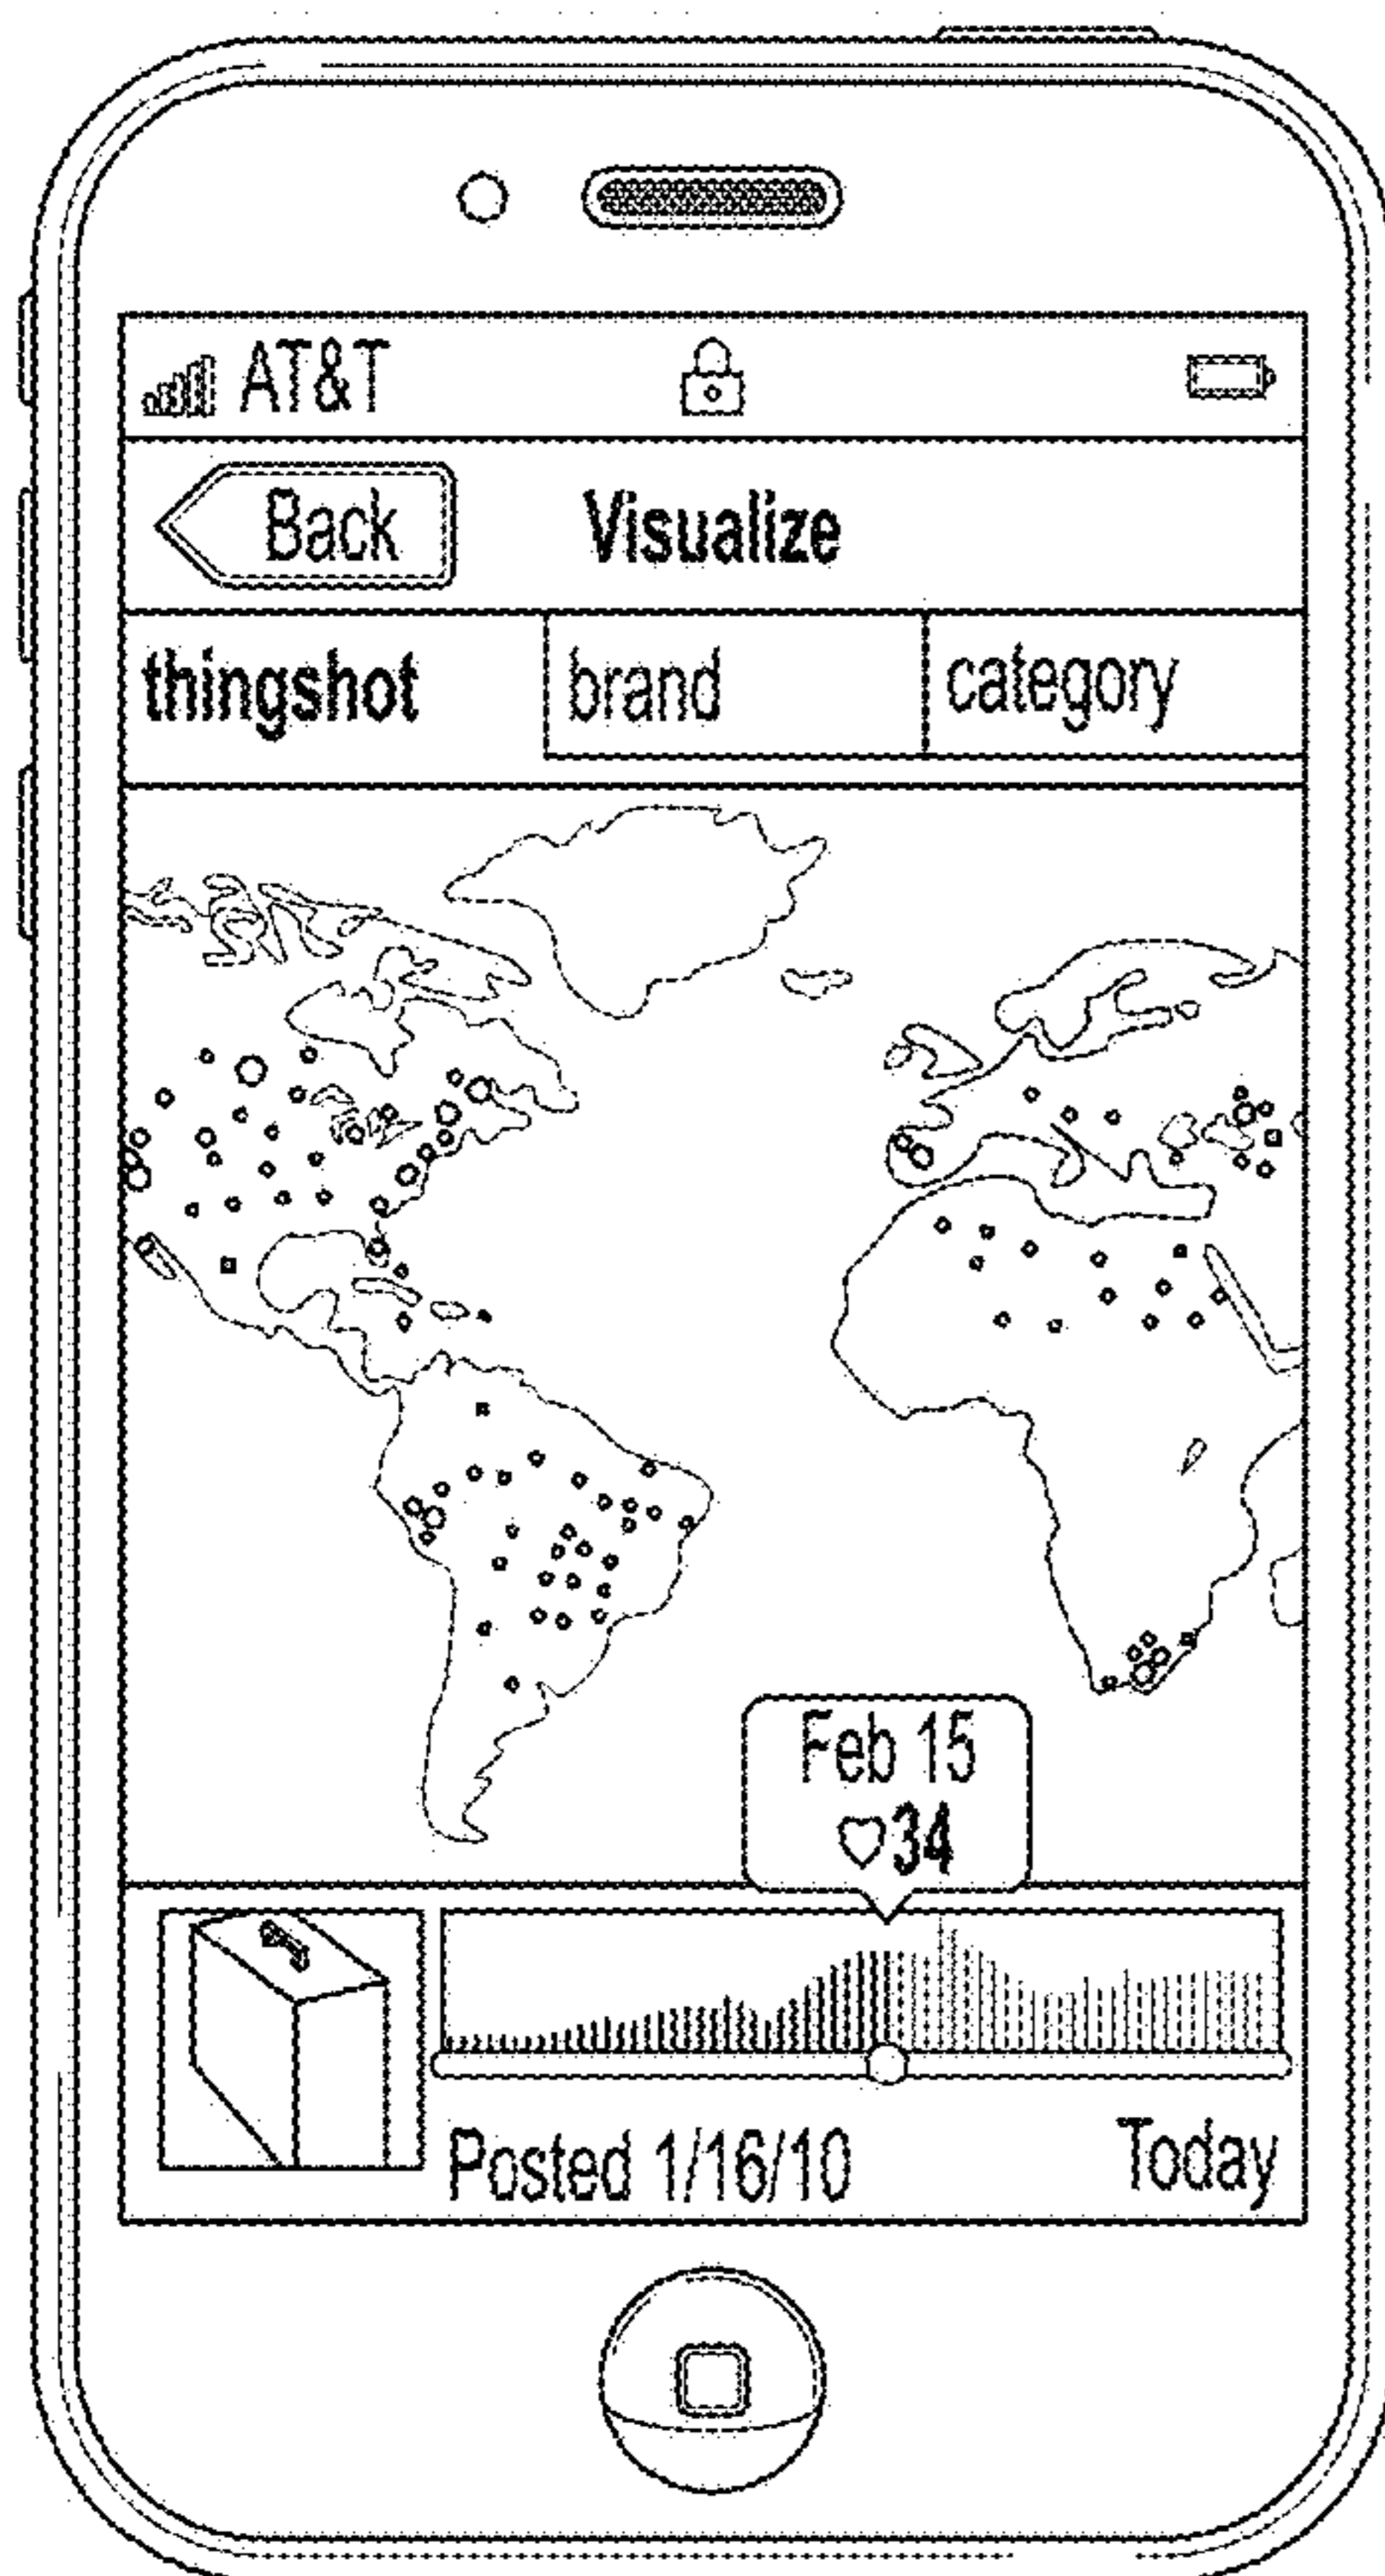 AT&T
Back Visualize
thingshot brand category
Feb 15
♡34
Posted 1/16/10 Today